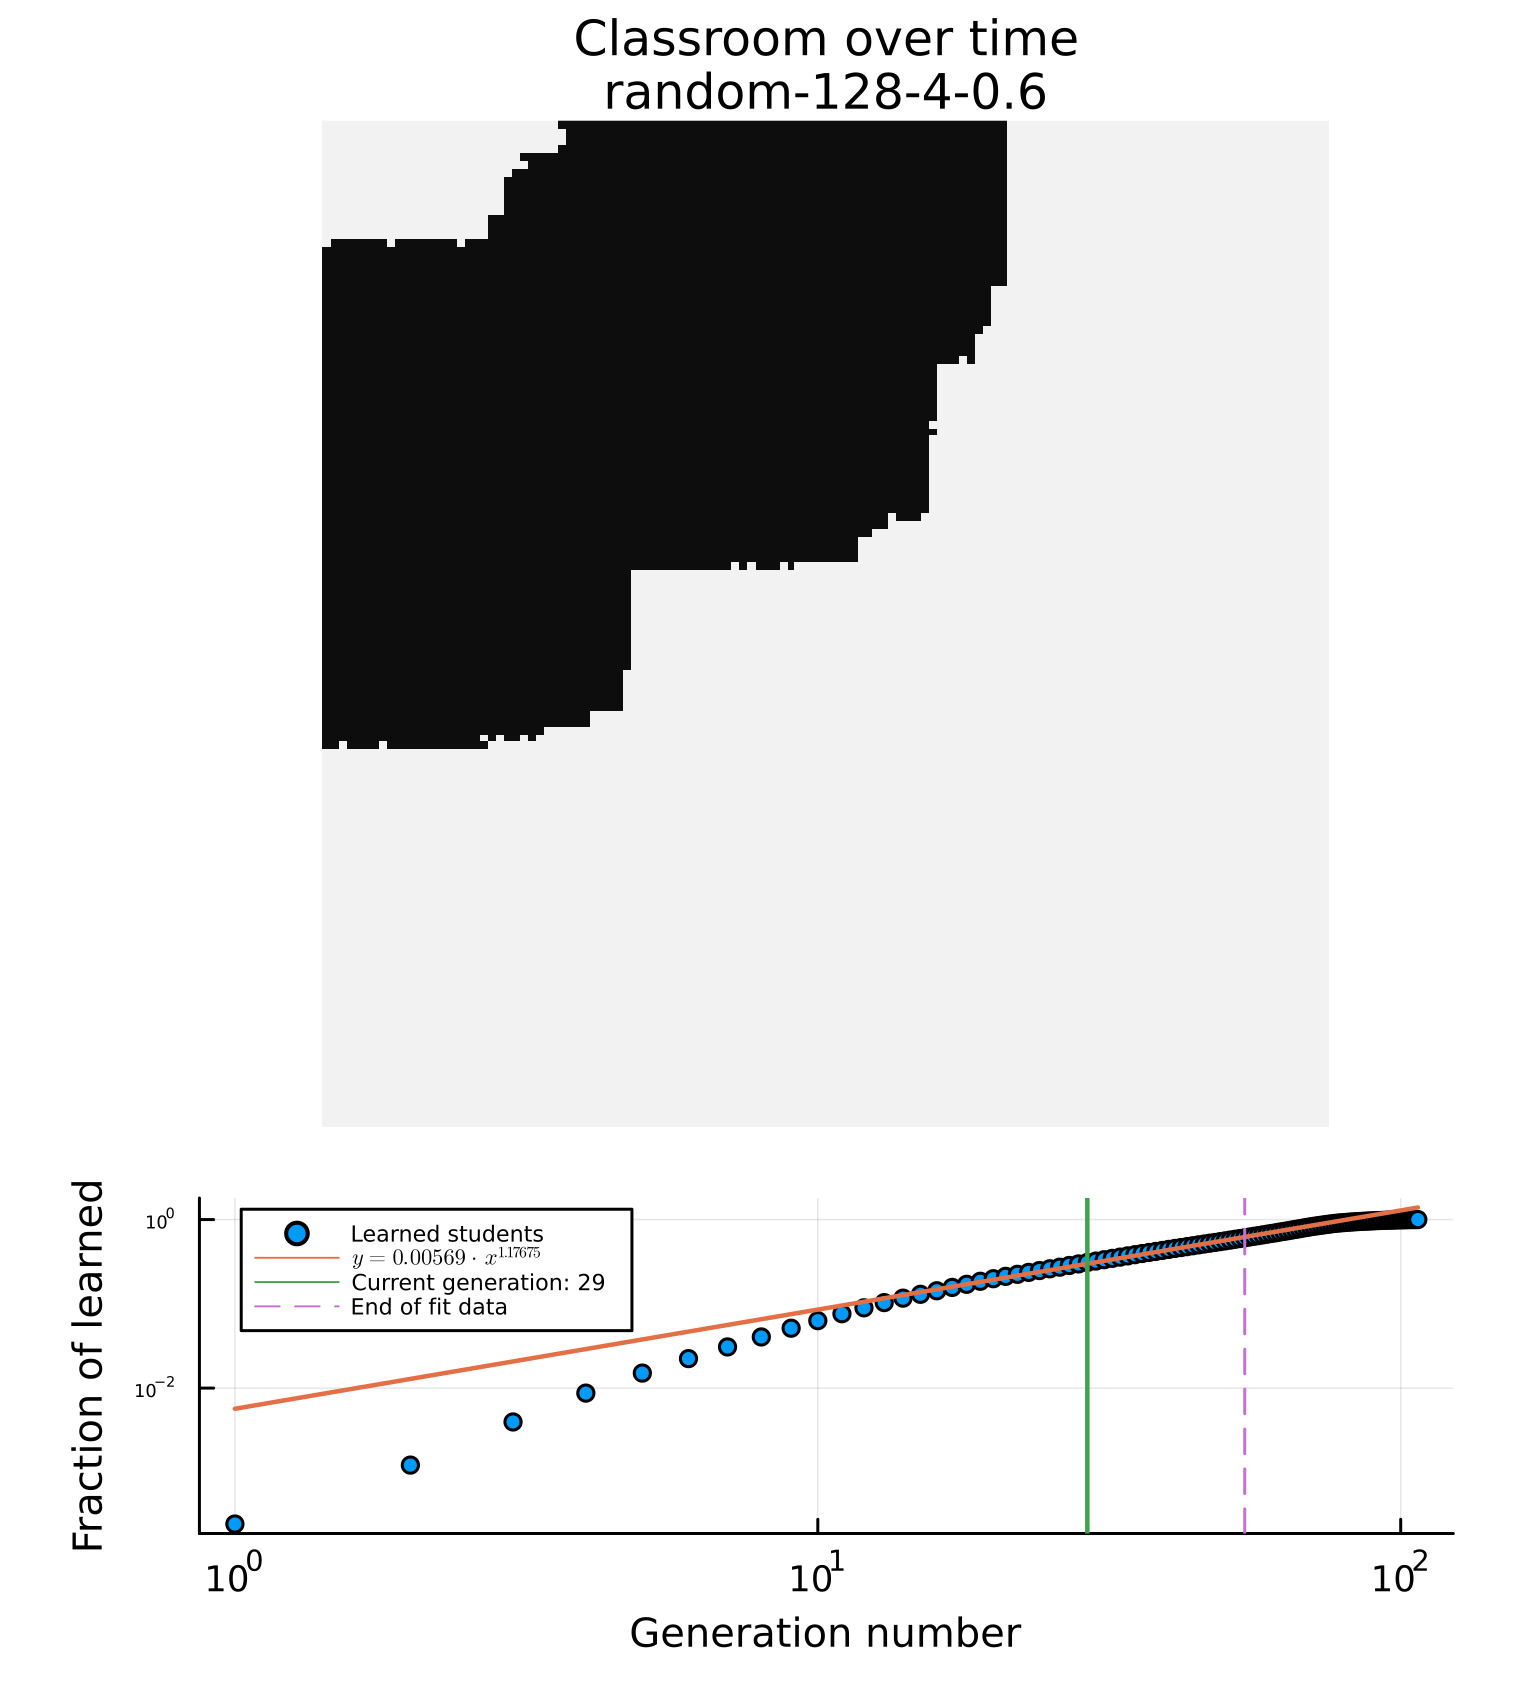 Classroom over time
random-128-4-0.6
Fraction of learned
10^0
10^-2
Learned students
y = 0.00569 · x^1.17675
Current generation: 29
End of fit data
10^0 10^1 10^2
Generation number